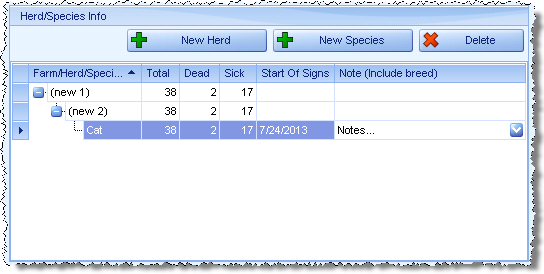 Herd/Species Info
New Herd New Species Delete
Farm/Herd/Speci... Total Dead Sick Start Of Signs Note (Include breed)
(new 1) 38 2 17
(new 2) 38 2 17
Cat 38 2 17 7/24/2013 Notes...